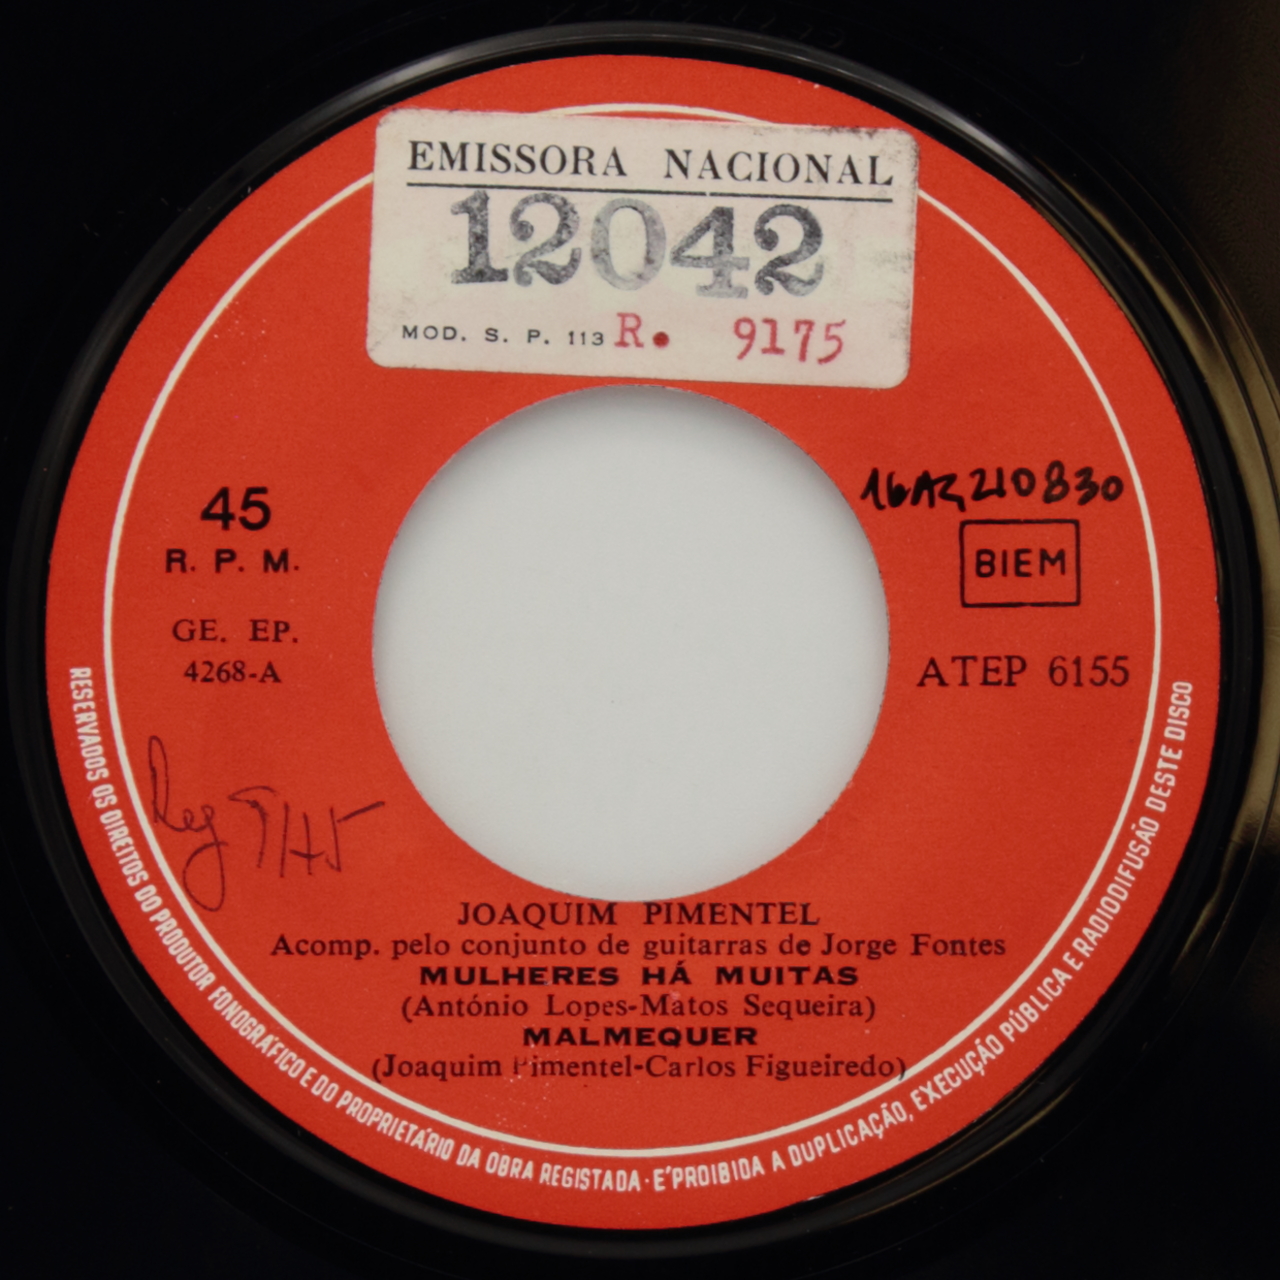 EMISSORA NACIONAL
12042
MOD. S. P. 113 R. 9175
45
R. P. M.
GE. EP.
4268-A
BIEM
ATEP 6155
JOAQUIM PIMENTEL
Acomp. pelo conjunto de guitarras de Jorge Fontes
MULHERES HÁ MUITAS
(António Lopes-Matos Sequeira)
MALMEQUER
(Joaquim Pimentel-Carlos Figueiredo)
RESERVADOS OS DIREITOS DO PRODUTOR FONOGRÁFICO E DO PROPRIETÁRIO DA OBRA REGISTADA · É PROIBIDA A DUPLICAÇÃO, EXECUÇÃO PÚBLICA E RADIODIFUSÃO DESTE DISCO